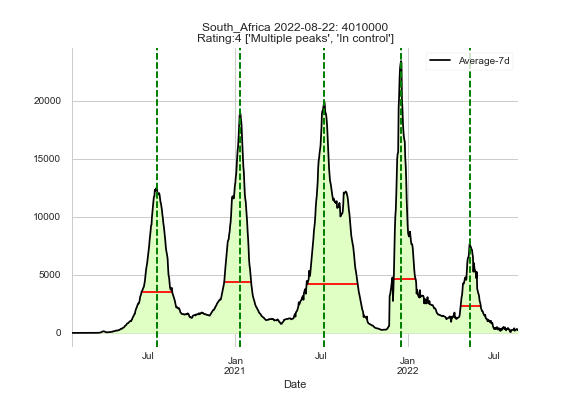 South_Africa 2022-08-22: 4010000
Rating:4 ['Multiple peaks', 'In control']
Average-7d
20000
15000
10000
5000
0
Jul
Jan
2021
Jul
Jan
2022
Jul
Date